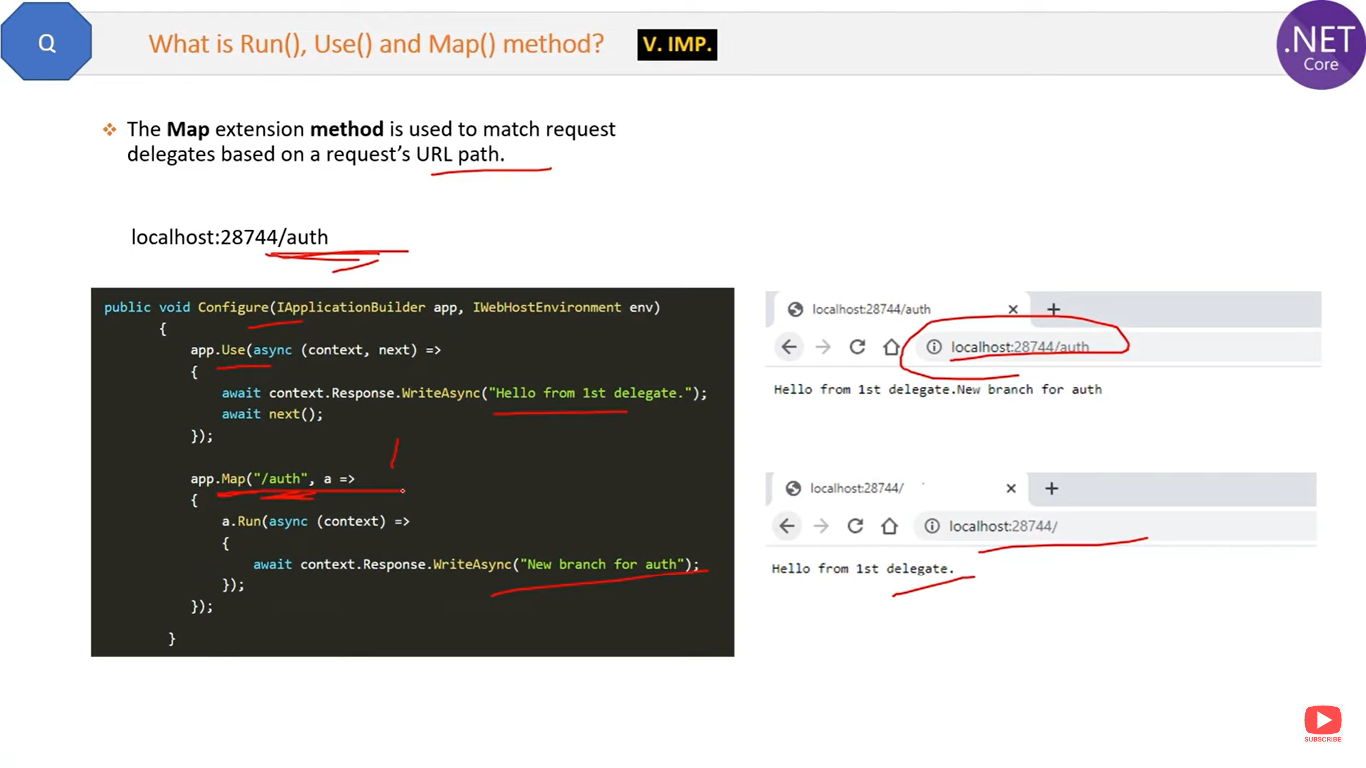 Q
What is Run(), Use() and Map() method?
V. IMP.
.NET
Core
The Map extension method is used to match request
delegates based on a request's URL path.
localhost:28744/auth
public void Configure(IApplicationBuilder app, IWebHostEnvironment env)
{
app.Use(async (context, next) =>
{
await context.Response.WriteAsync("Hello from 1st delegate.");
await next();
});
app.Map("/auth", a =>
{
a.Run(async (context) =>
{
await context.Response.WriteAsync("New branch for auth");
});
});
}
localhost:28744/auth
localhost:28744/auth
Hello from 1st delegate.New branch for auth
localhost:28744/
localhost:28744/
Hello from 1st delegate.
SUBSCRIBE